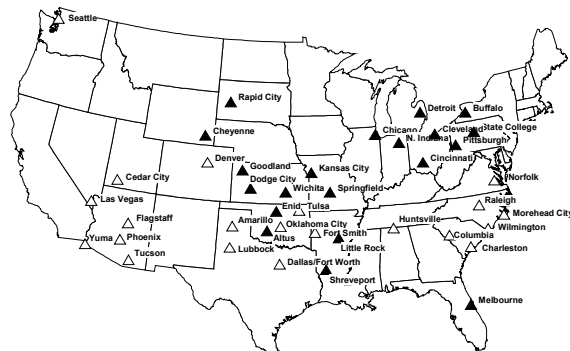 Seattle
Rapid City
Detroit
Buffalo
Cheyenne
Chicago
Cleveland
State College
N. Indiana
Pittsburgh
Denver
Goodland
Kansas City
Cincinnati
Cedar City
Dodge City
Wichita
Springfield
Norfolk
Las Vegas
Enid
Tulsa
Raleigh
Morehead City
Flagstaff
Amarillo
Oklahoma City
Huntsville
Wilmington
Yuma
Phoenix
Altus
Fort Smith
Columbia
Tucson
Lubbock
Little Rock
Charleston
Dallas/Fort Worth
Shreveport
Melbourne